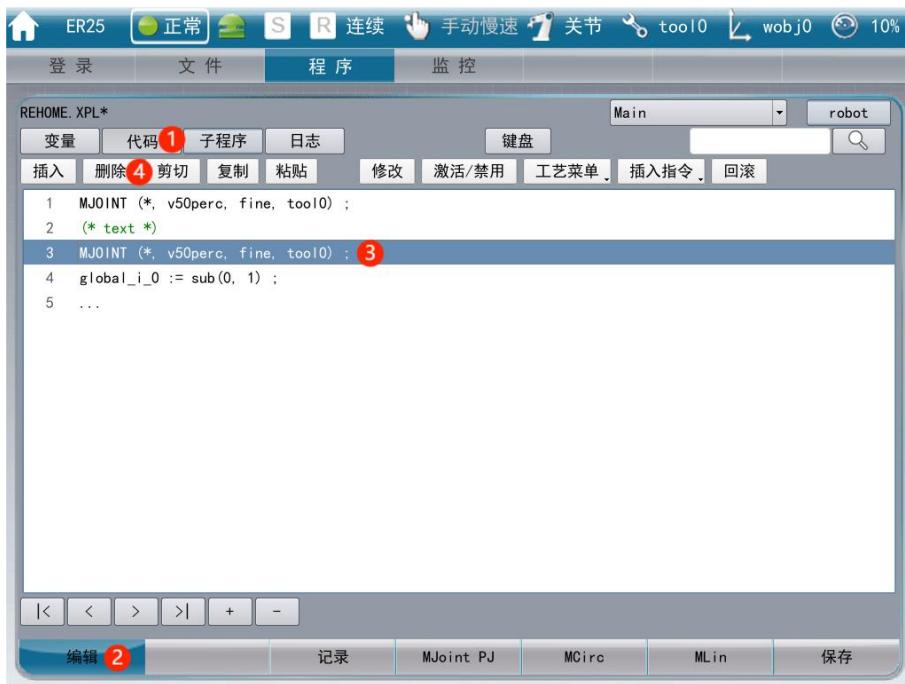 ER25 正常 S R 连续 手动慢速 关节 tool0 wobj0 10%
登录 文件 程序 监控
REHOME.XPL* Main robot
变量 代码 1 子程序 日志 键盘
插入 删除 4 剪切 复制 粘贴 修改 激活/禁用 工艺菜单 插入指令 回滚
1 MJOINT (*, v50perc, fine, tool0) ;
2 (* text *)
3 MJOINT (*, v50perc, fine, tool0) ; 3
4 global_i_0 := sub(0, 1) ;
5 ...
|< < > >| + -
编辑 2 记录 MJoint PJ MCirc MLin 保存